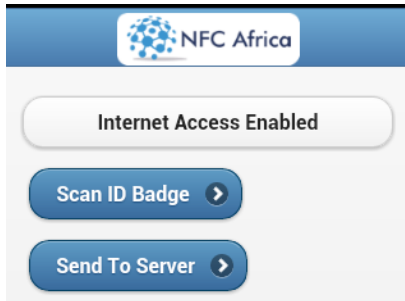 NFC Africa
Internet Access Enabled
Scan ID Badge
Send To Server